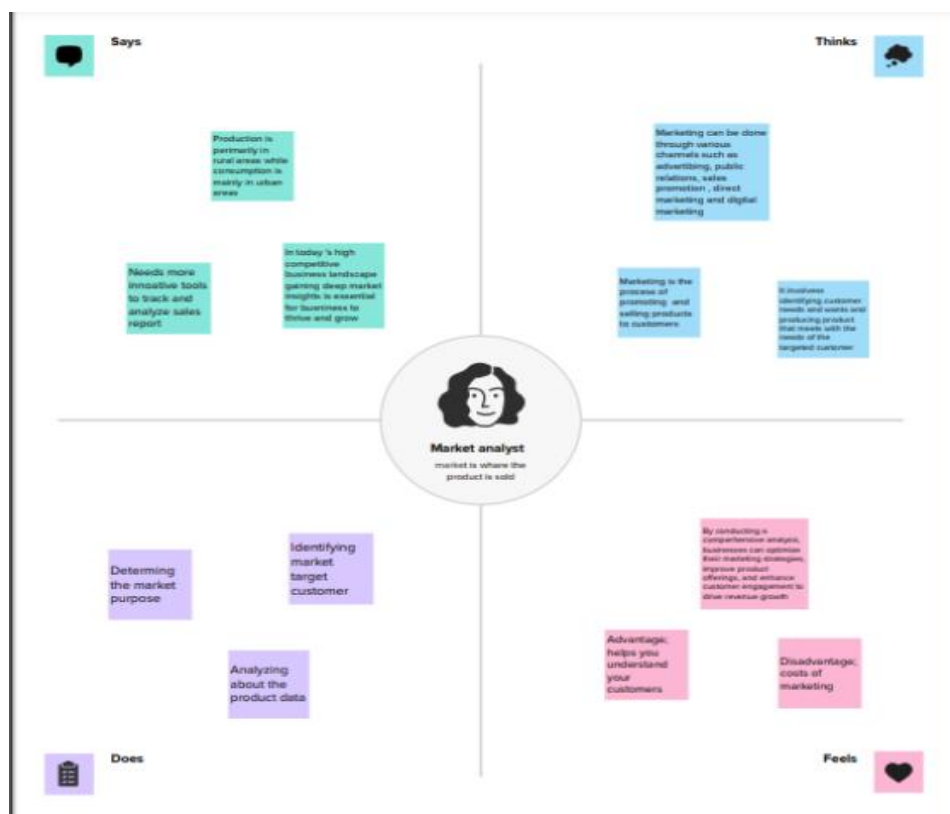 Says
Production is
perimarily in
rural areas while
consumption is
mainly in urban
areas
Needs more
innoative tools
to track and
analyze sales
report
In today 's high
competitive
business landscape
gaining deep market
insights is essential
for business to
thrive and grow
Thinks
Marketing can be done
through various
channels such as
advertibing, public
relations, sales
promotion , direct
marketing and digital
marketing
Marketing is the
process of
promoting and
selling products
to customers
It involves
identifying customer
needs and wants and
producing product
that meets with the
needs of the
targeted customer
Market analyst
market is where the
product is sold
Determing
the market
purpose
Identifying
market
target
customer
Analyzing
about the
product data
Does
By conducting a
comperhensive analysis,
businesses can optimize
their marketing strategies,
improve product
offerings, and enhance
customer engagement to
drive revenue growth
Advantage;
helps you
understand
your
customers
Disadvantage;
costs of
marketing
Feels